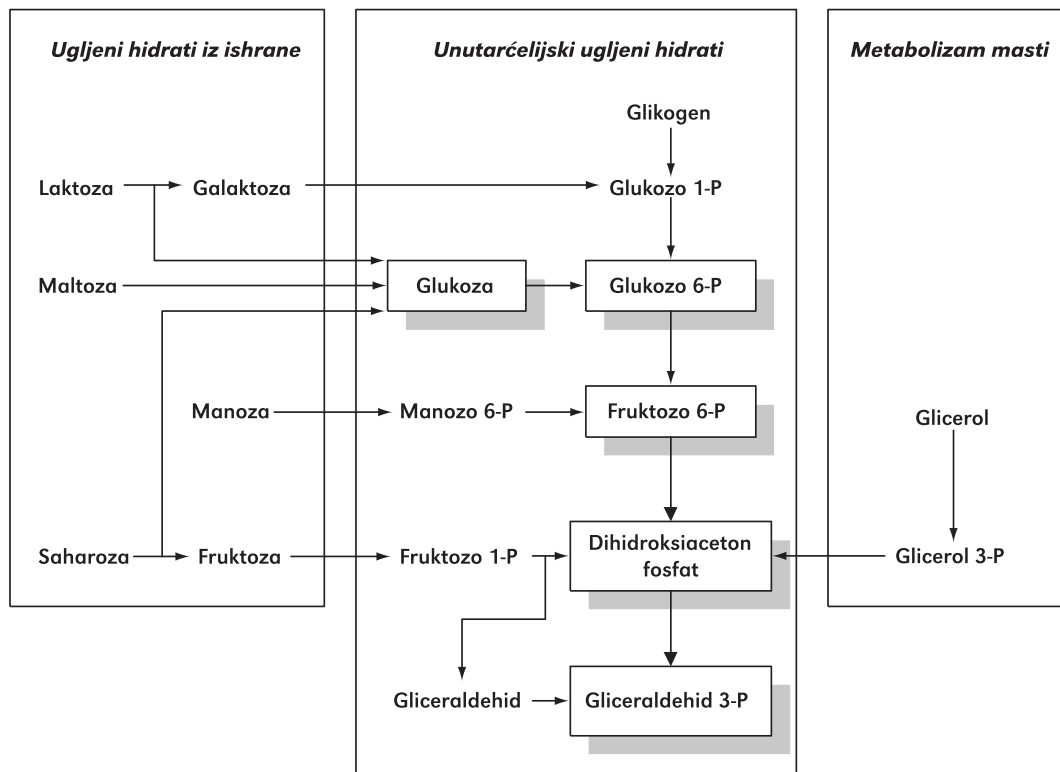 Ugljeni hidrati iz ishrane
Unutarćelijski ugljeni hidrati
Metabolizam masti
Glikogen
Laktoza
Galaktoza
Glukozo 1-P
Maltoza
Glukoza
Glukozo 6-P
Manoza
Manozo 6-P
Fruktozo 6-P
Glicerol
Saharoza
Fruktoza
Fruktozo 1-P
Dihidroksiaceton
fosfat
Glicerol 3-P
Gliceraldehid
Gliceraldehid 3-P